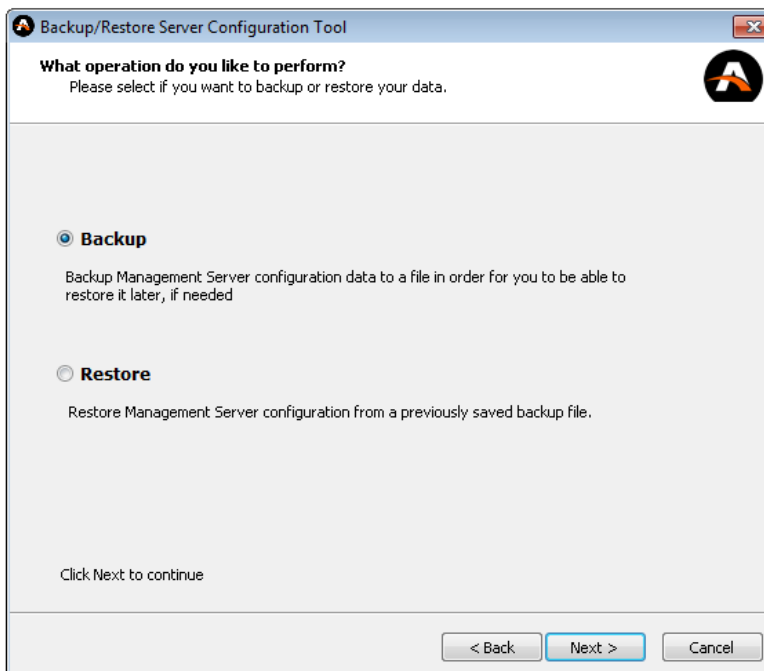 Backup/Restore Server Configuration Tool
What operation do you like to perform?
Please select if you want to backup or restore your data.
Backup
Backup Management Server configuration data to a file in order for you to be able to
restore it later, if needed
Restore
Restore Management Server configuration from a previously saved backup file.
Click Next to continue
< Back
Next >
Cancel